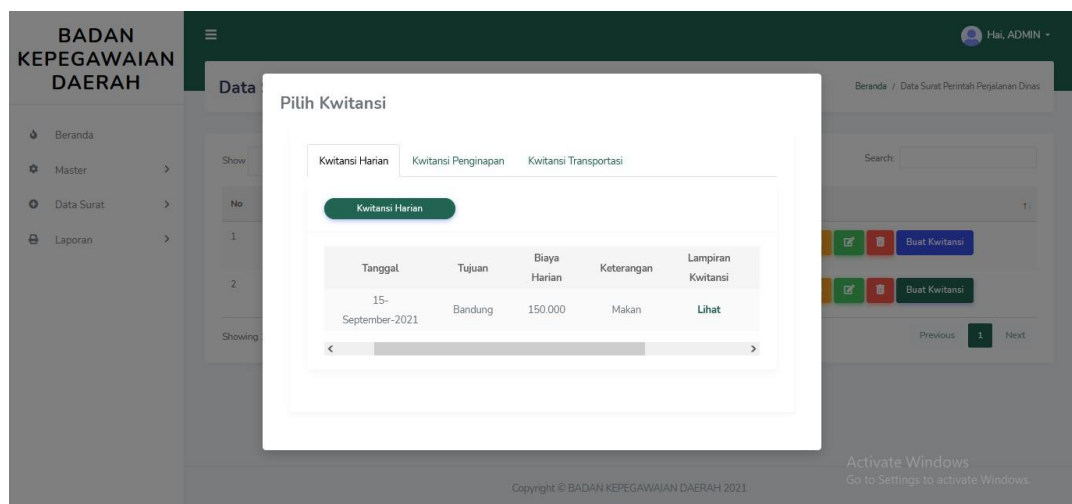 BADAN
KEPEGAWAIAN
DAERAH
Hai, ADMIN
Data
Beranda / Data Surat Perintah Perjalanan Dinas
Pilih Kwitansi
Beranda
Master
Data Surat
Laporan
Show
Search:
Kwitansi Harian Kwitansi Penginapan Kwitansi Transportasi
Kwitansi Harian
No
Tanggal Tujuan Biaya Harian Keterangan Lampiran Kwitansi
1 Buat Kwitansi
15-September-2021 Bandung 150.000 Makan Lihat
2 Buat Kwitansi
Showing
Previous 1 Next
Activate Windows
Go to Settings to activate Windows.
Copyright © BADAN KEPEGAWAIAN DAERAH 2021